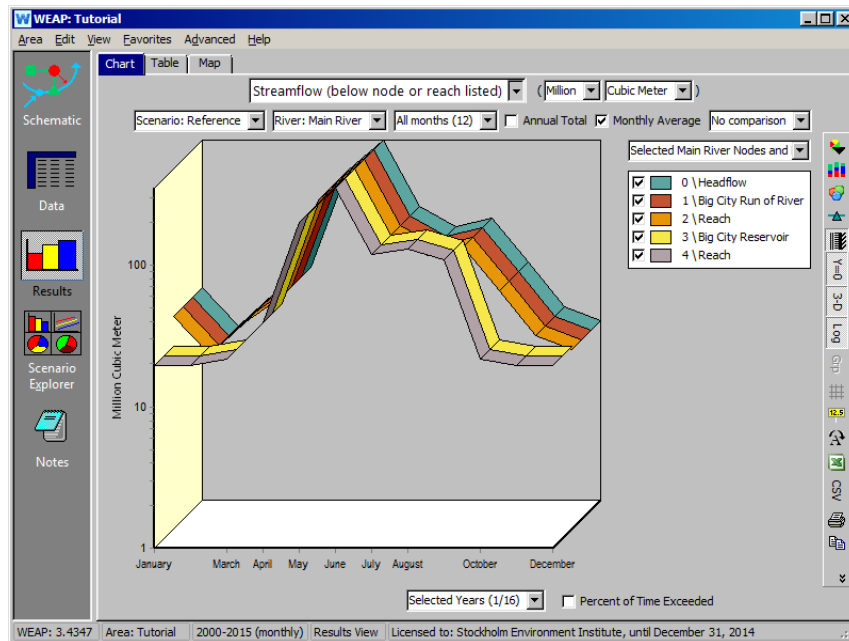 WEAP: Tutorial
Area Edit View Favorites Advanced Help
Chart Table Map
Streamflow (below node or reach listed) ( Million Cubic Meter )
Scenario: Reference River: Main River All months (12) Annual Total Monthly Average No comparison
Selected Main River Nodes and
0 \ Headflow
1 \ Big City Run of River
2 \ Reach
3 \ Big City Reservoir
4 \ Reach
Schematic
Data
Results
Scenario
Explorer
Notes
Y=0
3-D
Log
Grp
12.5
A
CSV
Million Cubic Meter
100
10
1
January March April May June July August October December
Selected Years (1/16) Percent of Time Exceeded
WEAP: 3.4347 Area: Tutorial 2000-2015 (monthly) Results View Licensed to: Stockholm Environment Institute, until December 31, 2014